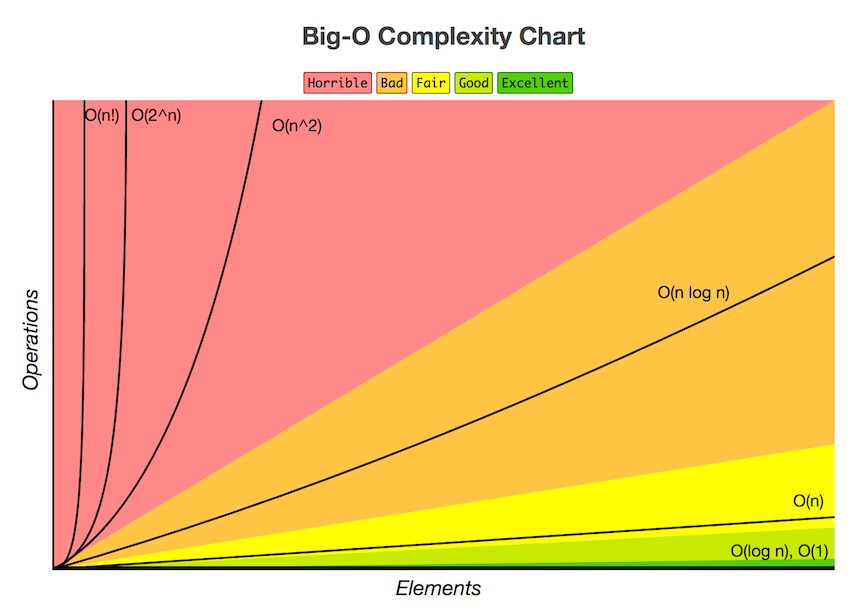 Big-O Complexity Chart
Horrible Bad Fair Good Excellent
O(n!) O(2^n)
O(n^2)
O(n log n)
Operations
O(n)
O(log n), O(1)
Elements